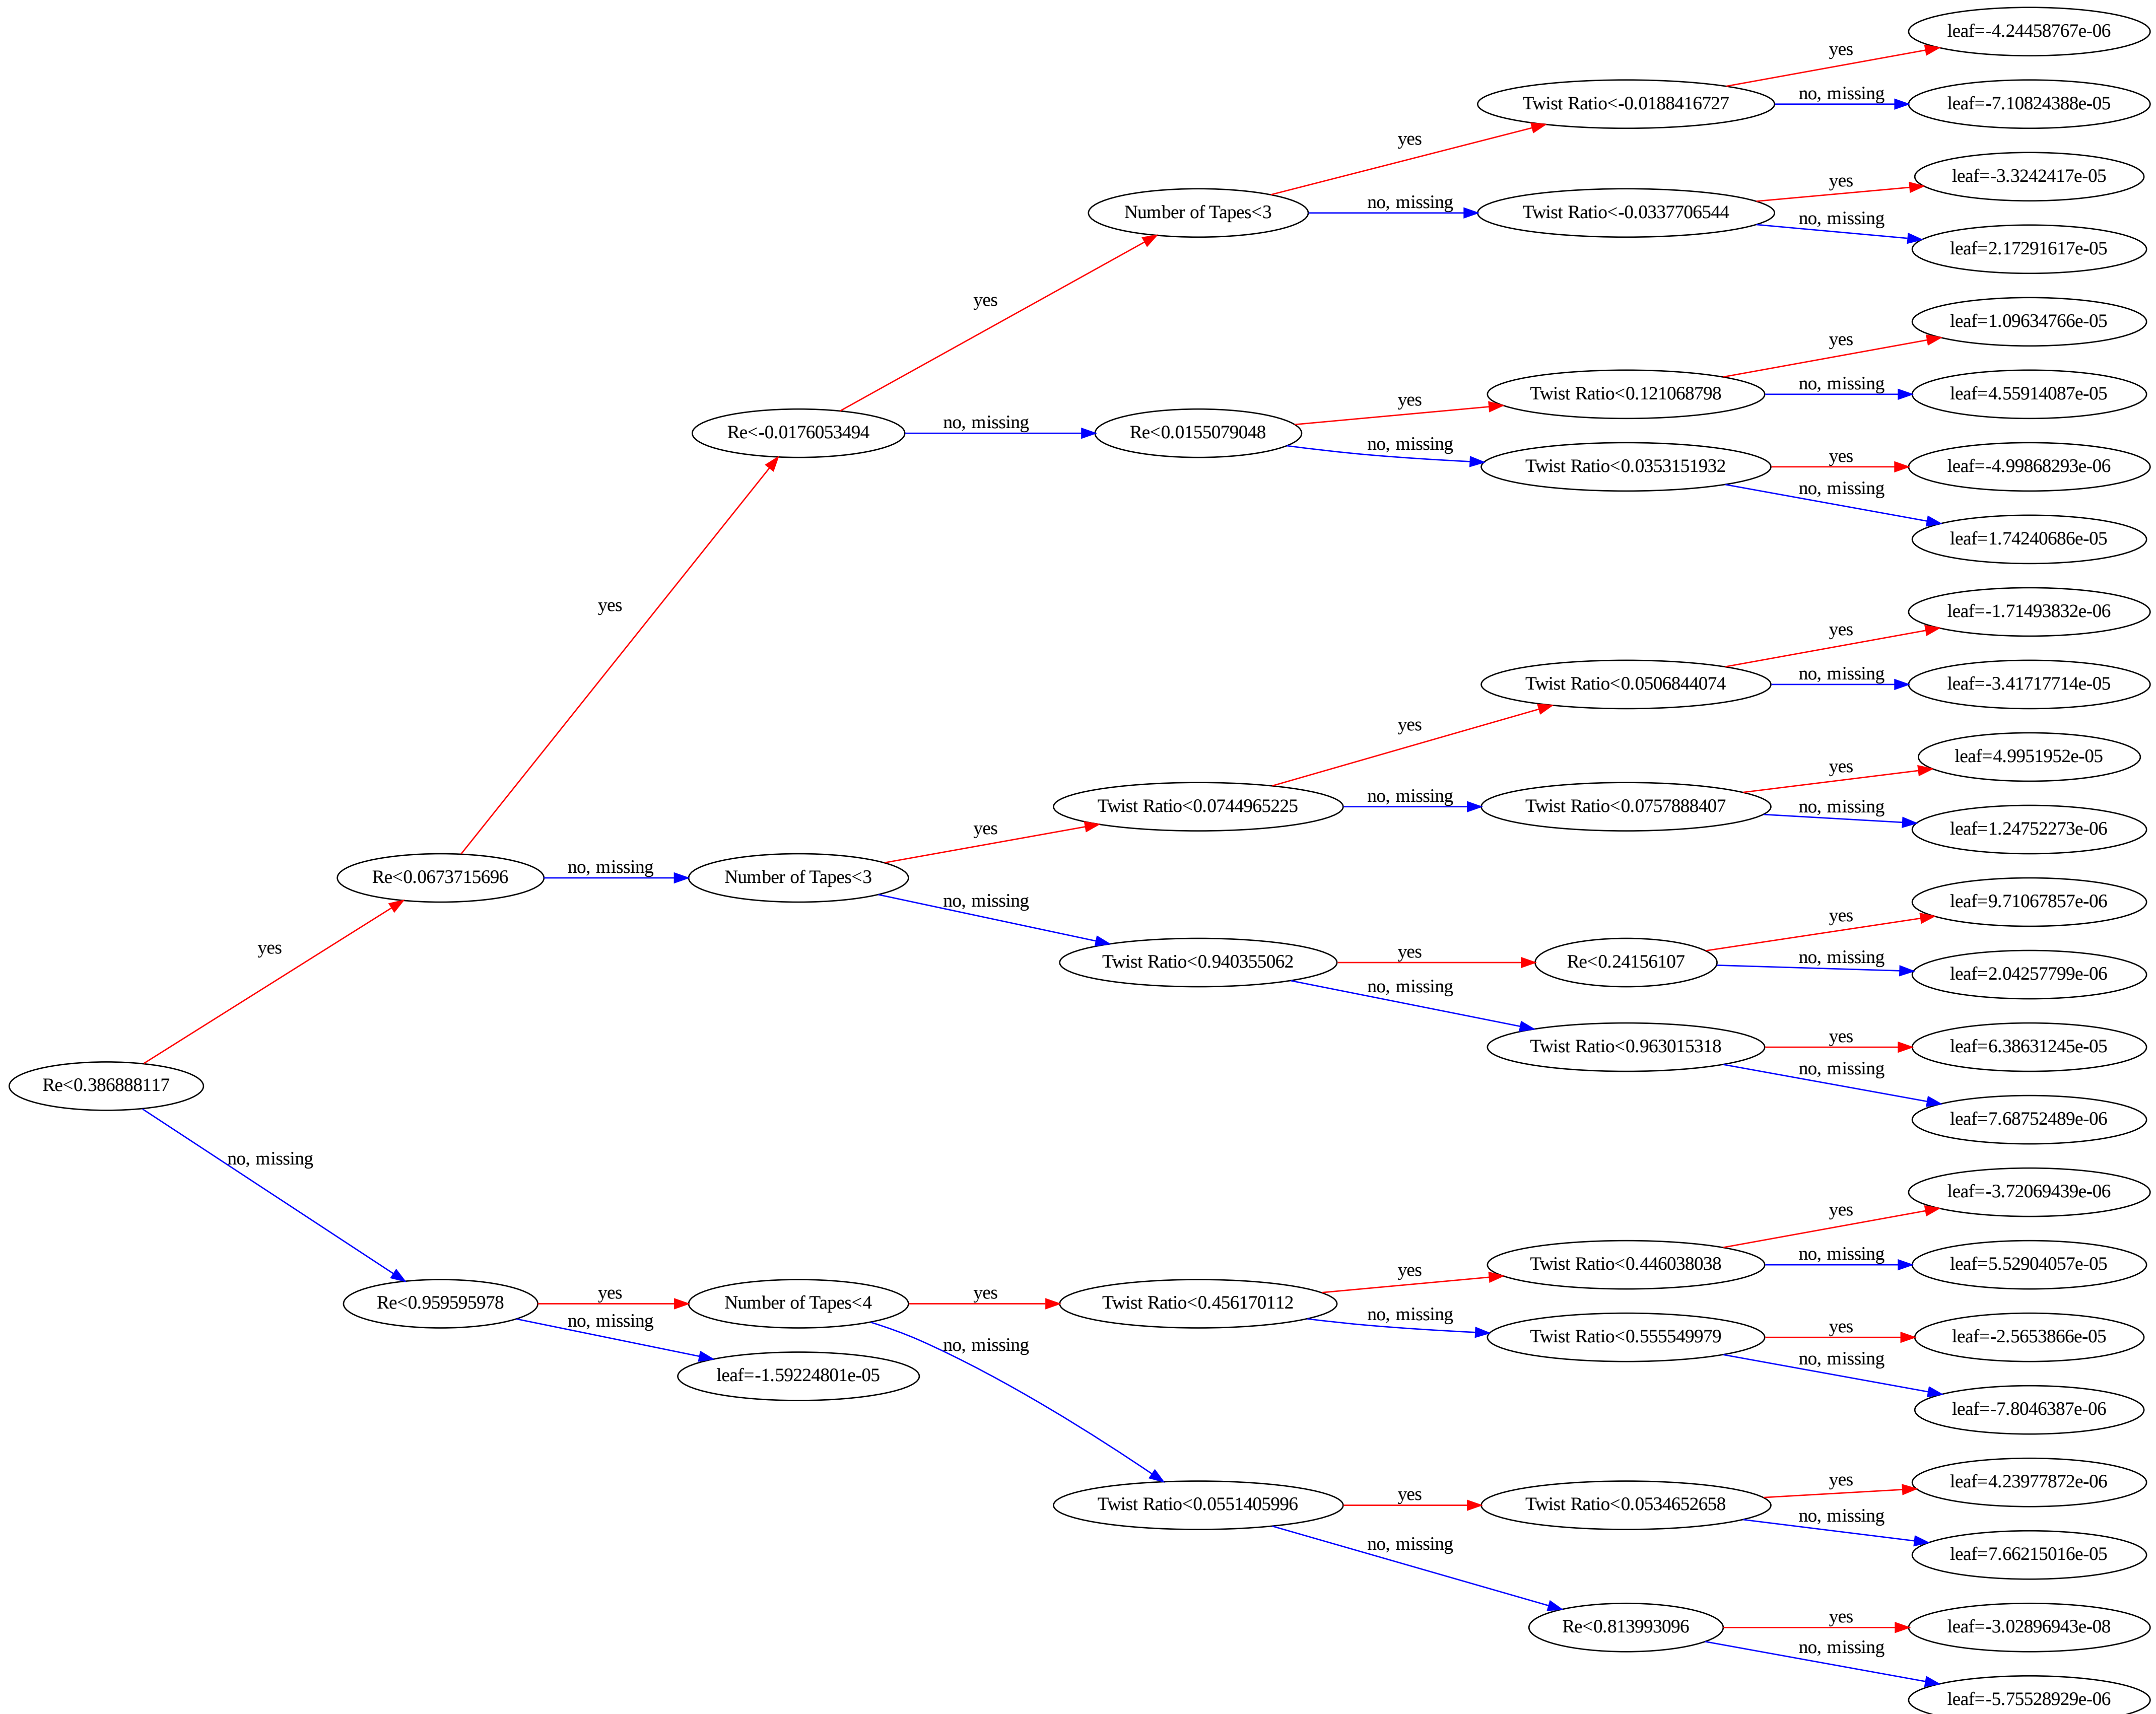 leaf=-4.24458767e-06
yes
Twist Ratio<-0.0188416727
no, missing
leaf=-7.10824388e-05
yes
leaf=-3.3242417e-05
yes
Number of Tapes<3
no, missing
Twist Ratio<-0.0337706544
no, missing
leaf=2.17291617e-05
yes
leaf=1.09634766e-05
yes
Twist Ratio<0.121068798
no, missing
leaf=4.55914087e-05
yes
Re<-0.0176053494
no, missing
Re<0.0155079048
no, missing
Twist Ratio<0.0353151932
yes
leaf=-4.99868293e-06
no, missing
leaf=1.74240686e-05
yes
leaf=-1.71493832e-06
yes
Twist Ratio<0.0506844074
no, missing
leaf=-3.41717714e-05
yes
leaf=4.9951952e-05
yes
Twist Ratio<0.0744965225
no, missing
Twist Ratio<0.0757888407
no, missing
leaf=1.24752273e-06
yes
Re<0.0673715696
no, missing
Number of Tapes<3
no, missing
leaf=9.71067857e-06
yes
Twist Ratio<0.940355062
yes
Re<0.24156107
no, missing
leaf=2.04257799e-06
yes
no, missing
Twist Ratio<0.963015318
yes
leaf=6.38631245e-05
no, missing
leaf=7.68752489e-06
Re<0.386888117
no, missing
leaf=-3.72069439e-06
yes
Twist Ratio<0.446038038
no, missing
leaf=5.52904057e-05
yes
Re<0.959595978
yes
Number of Tapes<4
yes
Twist Ratio<0.456170112
no, missing
Twist Ratio<0.555549979
yes
leaf=-2.5653866e-05
no, missing
leaf=-7.8046387e-06
no, missing
leaf=-1.59224801e-05
no, missing
leaf=4.23977872e-06
yes
Twist Ratio<0.0551405996
yes
Twist Ratio<0.0534652658
no, missing
leaf=7.66215016e-05
no, missing
Re<0.813993096
yes
leaf=-3.02896943e-08
no, missing
leaf=-5.75528929e-06